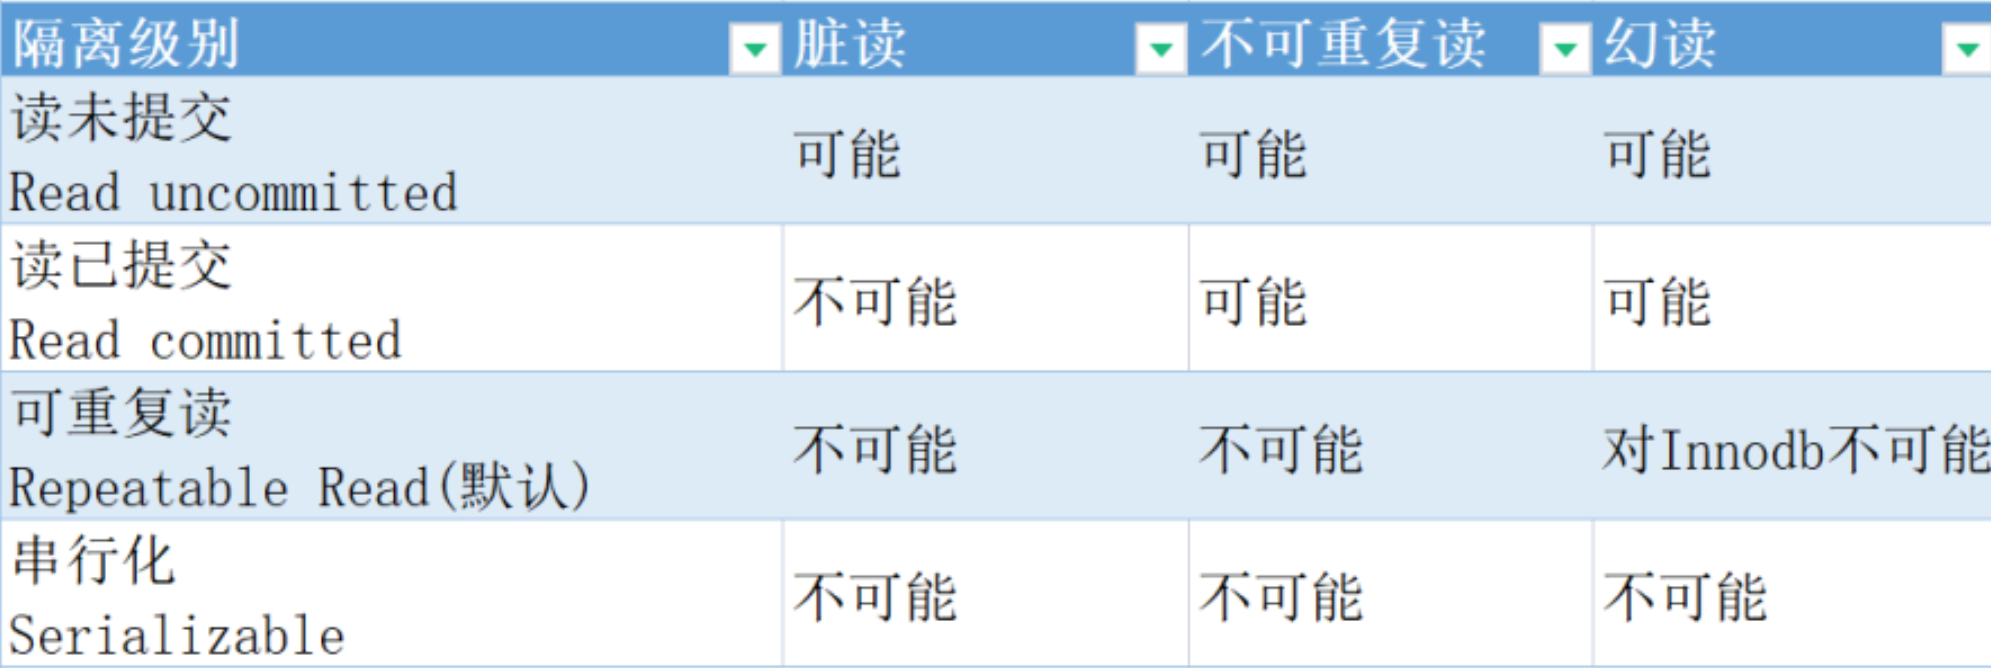 隔离级别 脏读 不可重复读 幻读
读未提交
Read uncommitted
可能 可能 可能
读已提交
Read committed
不可能 可能 可能
可重复读
Repeatable Read(默认)
不可能 不可能 对Innodb不可能
串行化
Serializable
不可能 不可能 不可能